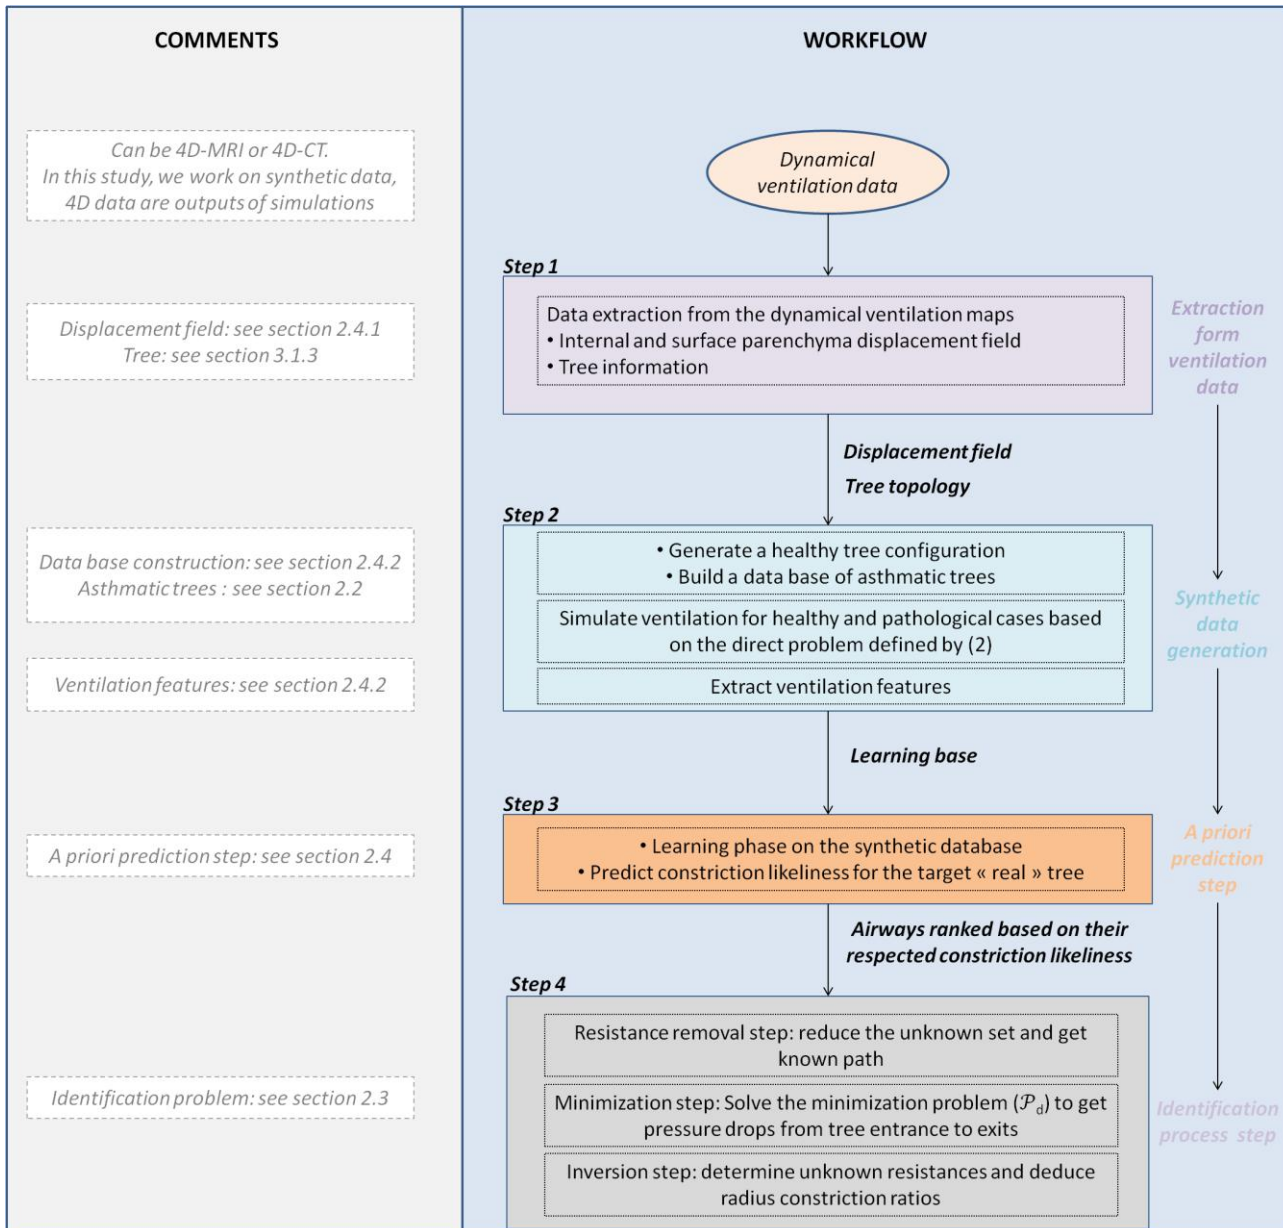 COMMENTS
WORKFLOW
Can be 4D-MRI or 4D-CT.
In this study, we work on synthetic data,
4D data are outputs of simulations
Dynamical
ventilation data
Step 1
Displacement field: see section 2.4.1
Tree: see section 3.1.3
Data extraction from the dynamical ventilation maps
• Internal and surface parenchyma displacement field
• Tree information
Extraction
form
ventilation
data
Displacement field
Tree topology
Step 2
Data base construction: see section 2.4.2
Asthmatic trees : see section 2.2
• Generate a healthy tree configuration
• Build a data base of asthmatic trees
Simulate ventilation for healthy and pathological cases based
on the direct problem defined by (2)
Synthetic
data
generation
Ventilation features: see section 2.4.2
Extract ventilation features
Learning base
Step 3
A priori prediction step: see section 2.4
• Learning phase on the synthetic database
• Predict constriction likeliness for the target « real » tree
A priori
prediction
step
Airways ranked based on their
respected constriction likeliness
Step 4
Resistance removal step: reduce the unknown set and get
known path
Identification problem: see section 2.3
Minimization step: Solve the minimization problem (𝒫d) to get
pressure drops from tree entrance to exits
Identification
process step
Inversion step: determine unknown resistances and deduce
radius constriction ratios